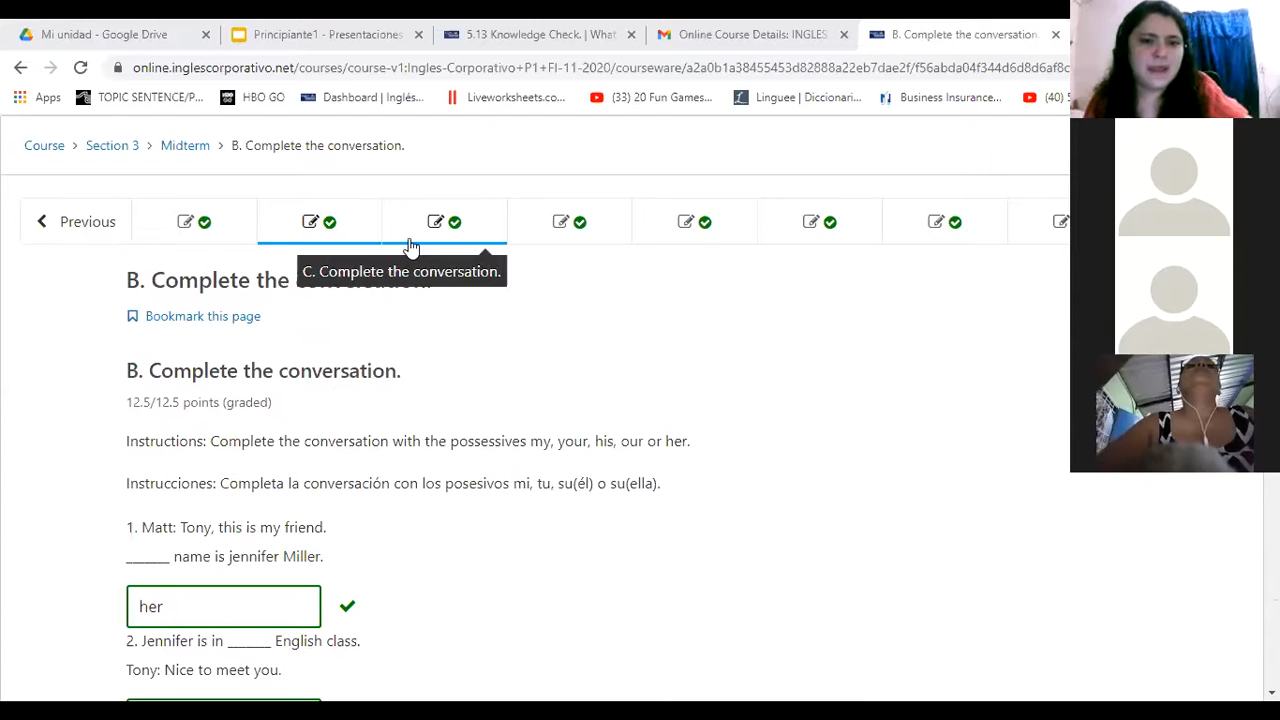 Mi unidad - Google Drive
Principiante1 - Presentaciones
5.13 Knowledge Check. | What
Online Course Details: INGLES
B. Complete the conversation.
online.inglescorporativo.net/courses/course-v1:Ingles-Corporativo+P1+FI-11-2020/courseware/a2a0b1a38455453d82888a22eb7dae2f/f56abda04f344d6d8d6af8c
Apps
TOPIC SENTENCE/P...
HBO GO
Dashboard | Inglés...
Liveworksheets.co...
(33) 20 Fun Games...
Linguee | Diccionari...
Business Insurance...
(40)
Course > Section 3 > Midterm > B. Complete the conversation.
Previous
C. Complete the conversation.
B. Complete the
Bookmark this page
B. Complete the conversation.
12.5/12.5 points (graded)
Instructions: Complete the conversation with the possessives my, your, his, our or her.
Instrucciones: Completa la conversación con los posesivos mi, tu, su(él) o su(ella).
1. Matt: Tony, this is my friend.
______ name is jennifer Miller.
her
2. Jennifer is in ______ English class.
Tony: Nice to meet you.